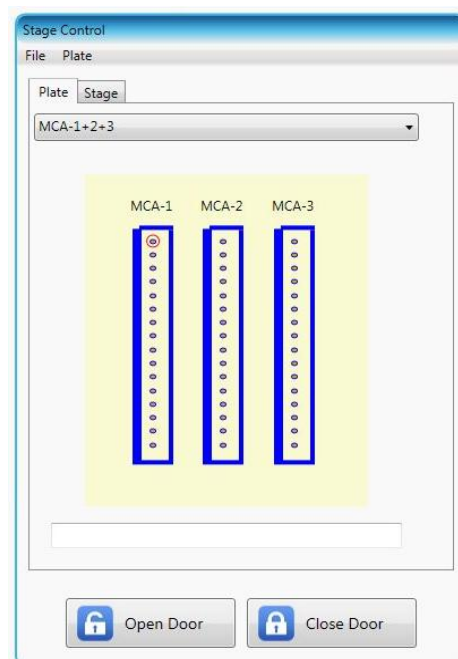 Stage Control
File Plate
Plate Stage
MCA-1+2+3
MCA-1 MCA-2 MCA-3
Open Door Close Door